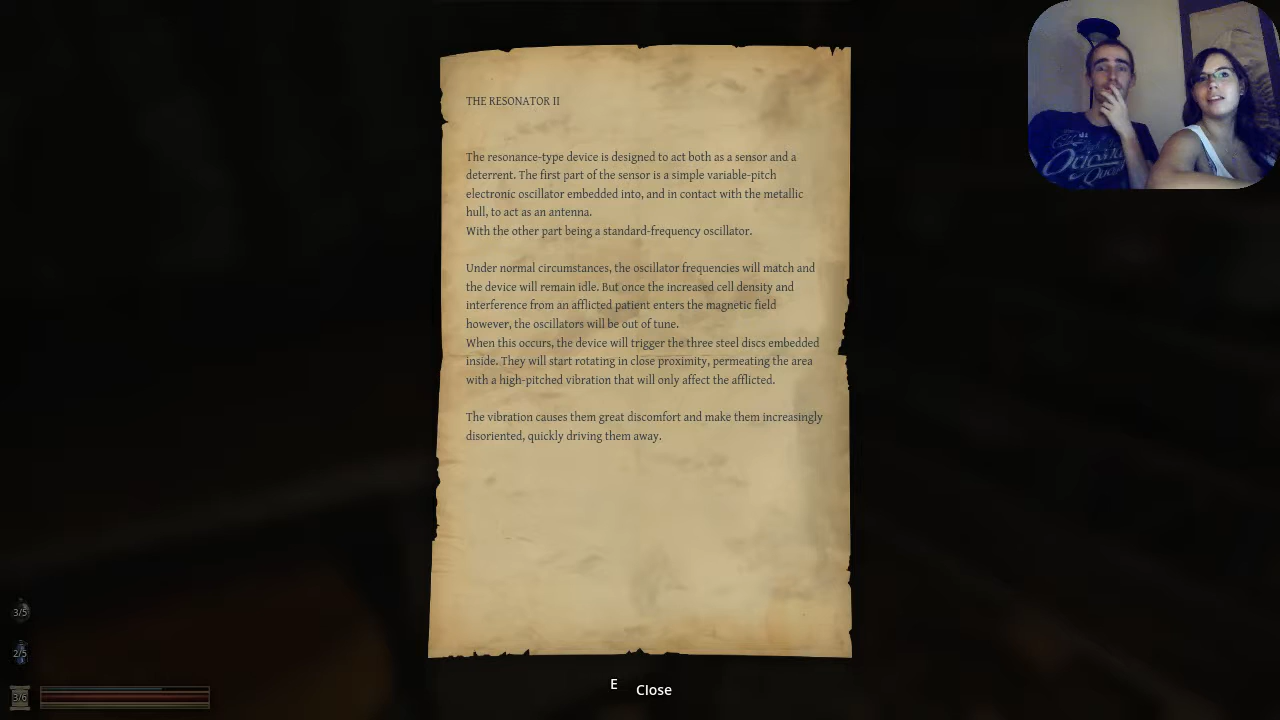 THE RESONATOR II
The resonance-type device is designed to act both as a sensor and a
deterrent. The first part of the sensor is a simple variable-pitch
electronic oscillator embedded into, and in contact with the metallic
hull, to act as an antenna.
With the other part being a standard-frequency oscillator.
Under normal circumstances, the oscillator frequencies will match and
the device will remain idle. But once the increased cell density and
interference from an afflicted patient enters the magnetic field
however, the oscillators will be out of tune.
When this occurs, the device will trigger the three steel discs embedded
inside. They will start rotating in close proximity, permeating the area
with a high-pitched vibration that will only affect the afflicted.
The vibration causes them great discomfort and make them increasingly
disoriented, quickly driving them away.
3/5
2/5
3/6
E Close